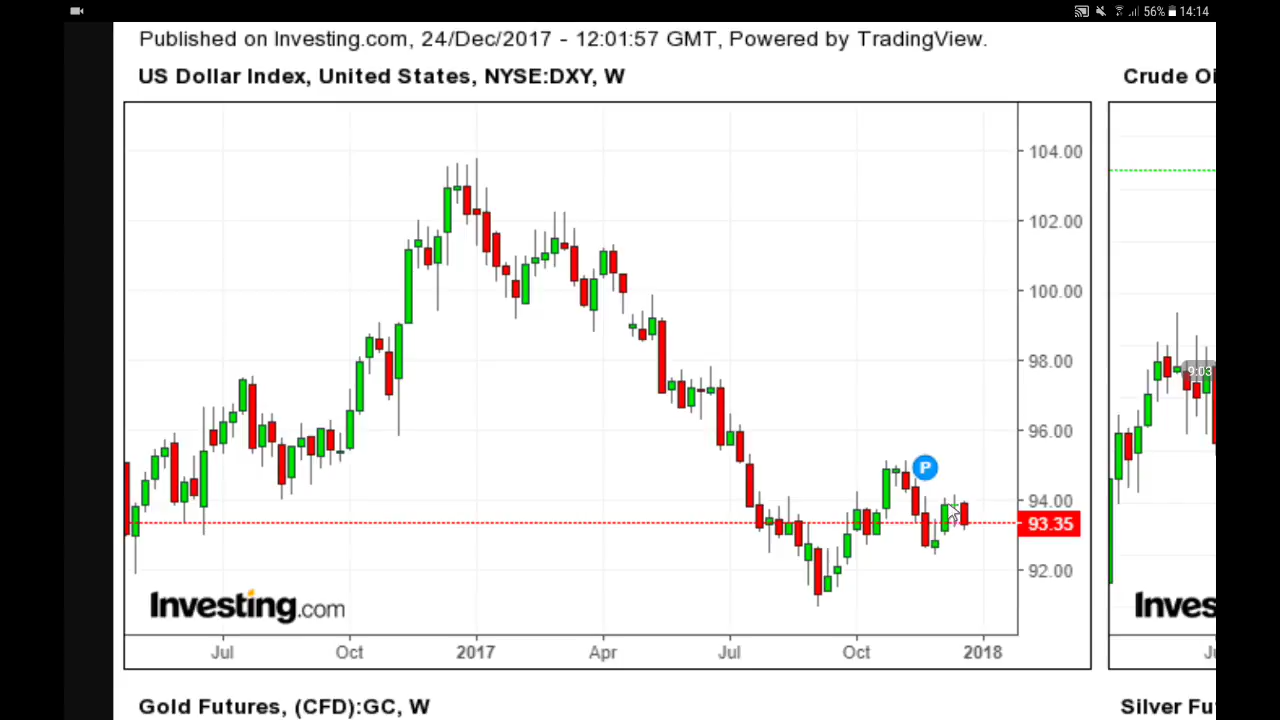 56% 14:14
Published on Investing.com, 24/Dec/2017 - 12:01:57 GMT, Powered by TradingView.
US Dollar Index, United States, NYSE:DXY, W
Crude Oi
104.00
102.00
100.00
98.00
96.00
94.00
93.35
92.00
P
9:03
Investing.com
Inves
Jul Oct 2017 Apr Jul Oct 2018
Ju
Gold Futures, (CFD):GC, W
Silver Fu